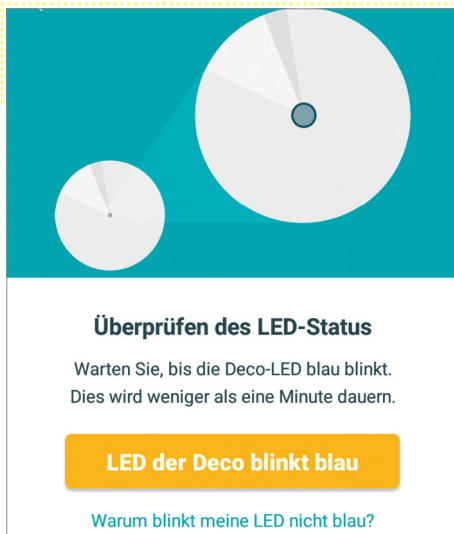 Überprüfen des LED-Status
Warten Sie, bis die Deco-LED blau blinkt.
Dies wird weniger als eine Minute dauern.
LED der Deco blinkt blau
Warum blinkt meine LED nicht blau?